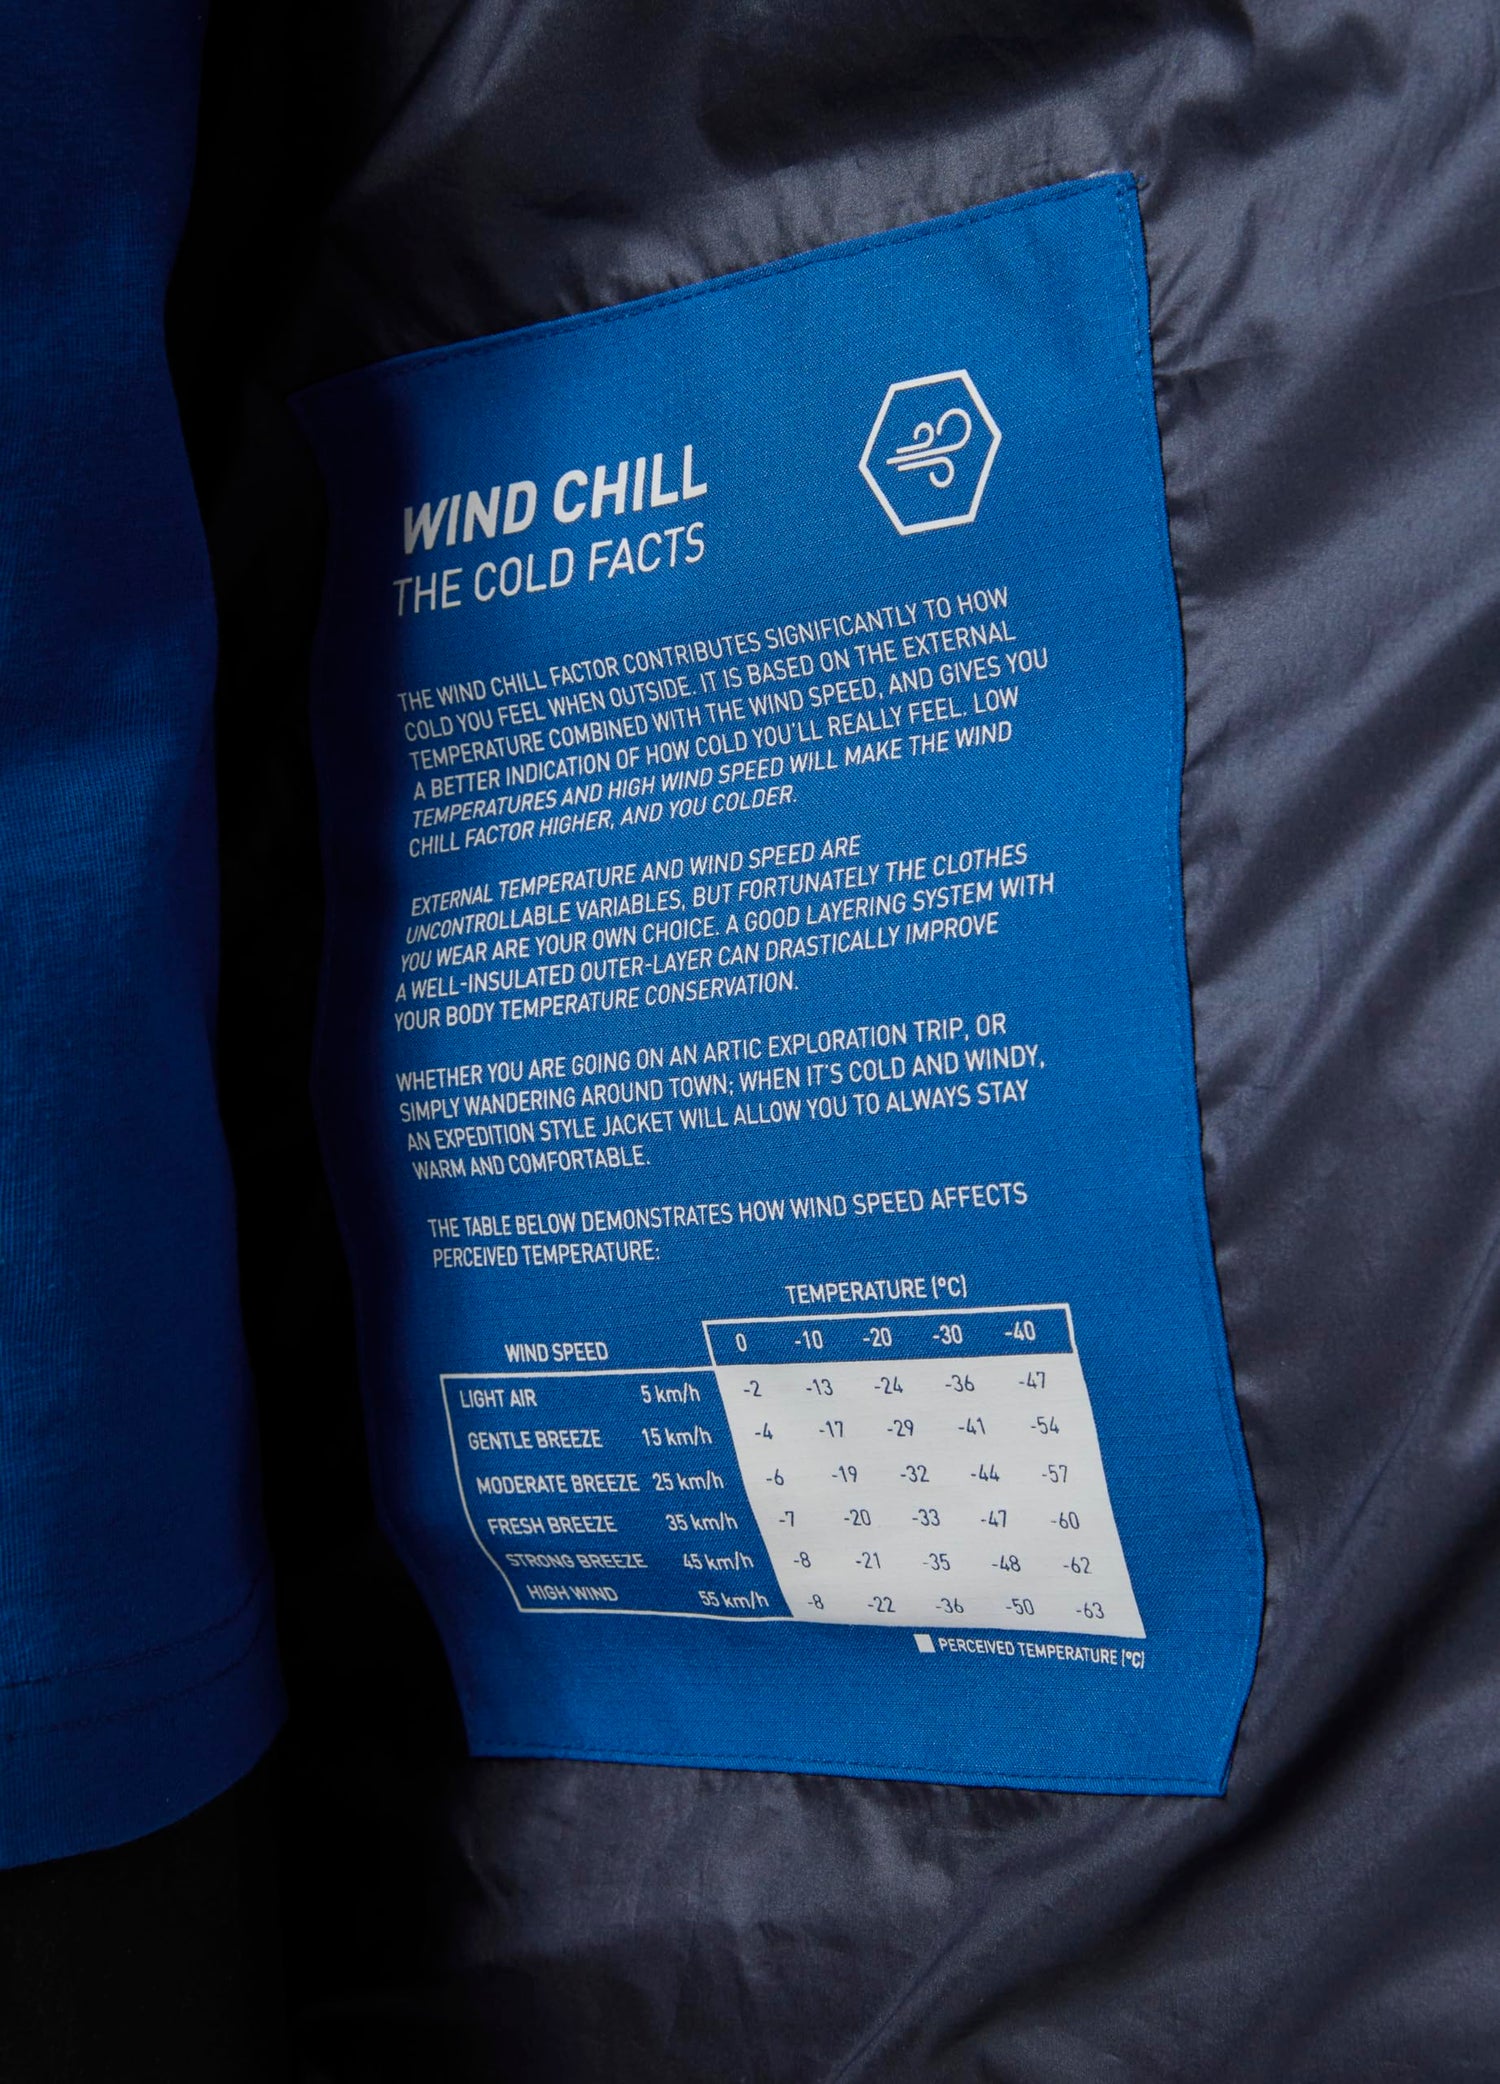 WIND CHILL
THE COLD FACTS
THE WIND CHILL FACTOR CONTRIBUTES SIGNIFICANTLY TO HOW
COLD YOU FEEL WHEN OUTSIDE. IT IS BASED ON THE EXTERNAL
TEMPERATURE COMBINED WITH THE WIND SPEED, AND GIVES YOU
A BETTER INDICATION OF HOW COLD YOU'LL REALLY FEEL. LOW
TEMPERATURES AND HIGH WIND SPEED WILL MAKE THE WIND
CHILL FACTOR HIGHER, AND YOU COLDER.
EXTERNAL TEMPERATURE AND WIND SPEED ARE
UNCONTROLLABLE VARIABLES, BUT FORTUNATELY THE CLOTHES
YOU WEAR ARE YOUR OWN CHOICE. A GOOD LAYERING SYSTEM WITH
A WELL-INSULATED OUTER-LAYER CAN DRASTICALLY IMPROVE
YOUR BODY TEMPERATURE CONSERVATION.
WHETHER YOU ARE GOING ON AN ARTIC EXPLORATION TRIP, OR
SIMPLY WANDERING AROUND TOWN; WHEN IT'S COLD AND WINDY,
AN EXPEDITION STYLE JACKET WILL ALLOW YOU TO ALWAYS STAY
WARM AND COMFORTABLE.
THE TABLE BELOW DEMONSTRATES HOW WIND SPEED AFFECTS
PERCEIVED TEMPERATURE:
TEMPERATURE (°C)
WIND SPEED 0 -10 -20 -30 -40
LIGHT AIR 5 km/h -2 -13 -24 -36 -47
GENTLE BREEZE 15 km/h -4 -17 -29 -41 -54
MODERATE BREEZE 25 km/h -6 -19 -32 -44 -57
FRESH BREEZE 35 km/h -7 -20 -33 -47 -60
STRONG BREEZE 45 km/h -8 -21 -35 -48 -62
HIGH WIND 55 km/h -8 -22 -36 -50 -63
PERCEIVED TEMPERATURE (°C)